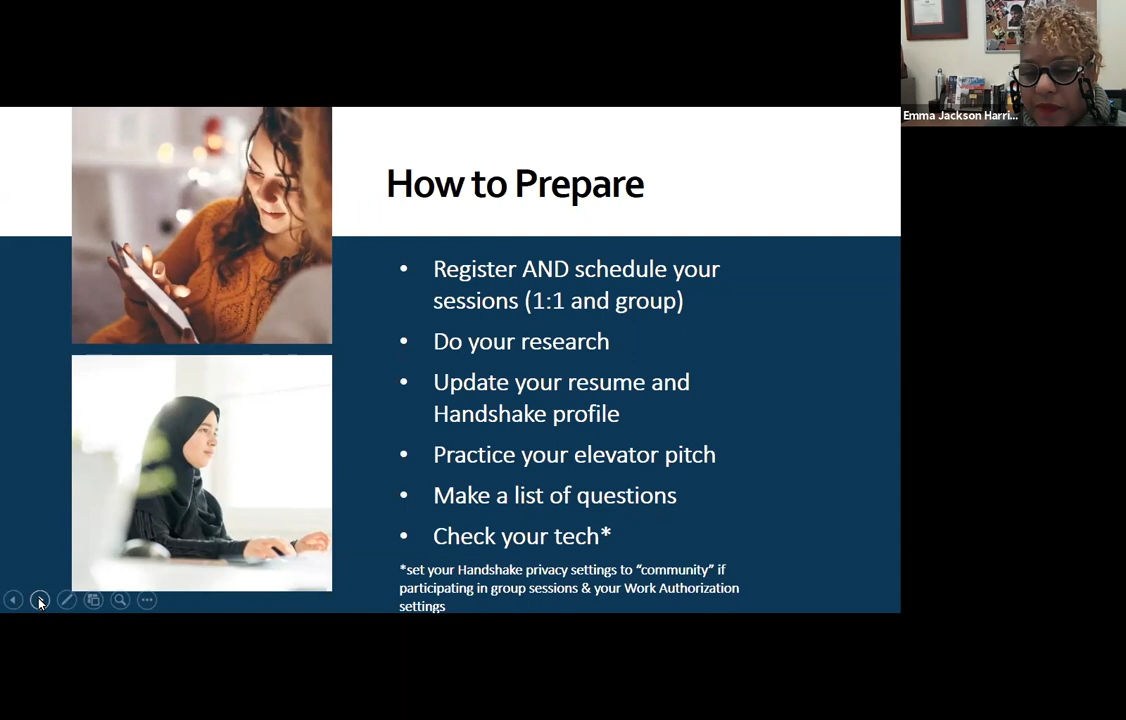 Emma Jackson Harri...
How to Prepare
• Register AND schedule your
sessions (1:1 and group)
• Do your research
• Update your resume and
Handshake profile
• Practice your elevator pitch
• Make a list of questions
• Check your tech*
*set your Handshake privacy settings to “community” if
participating in group sessions & your Work Authorization
settings